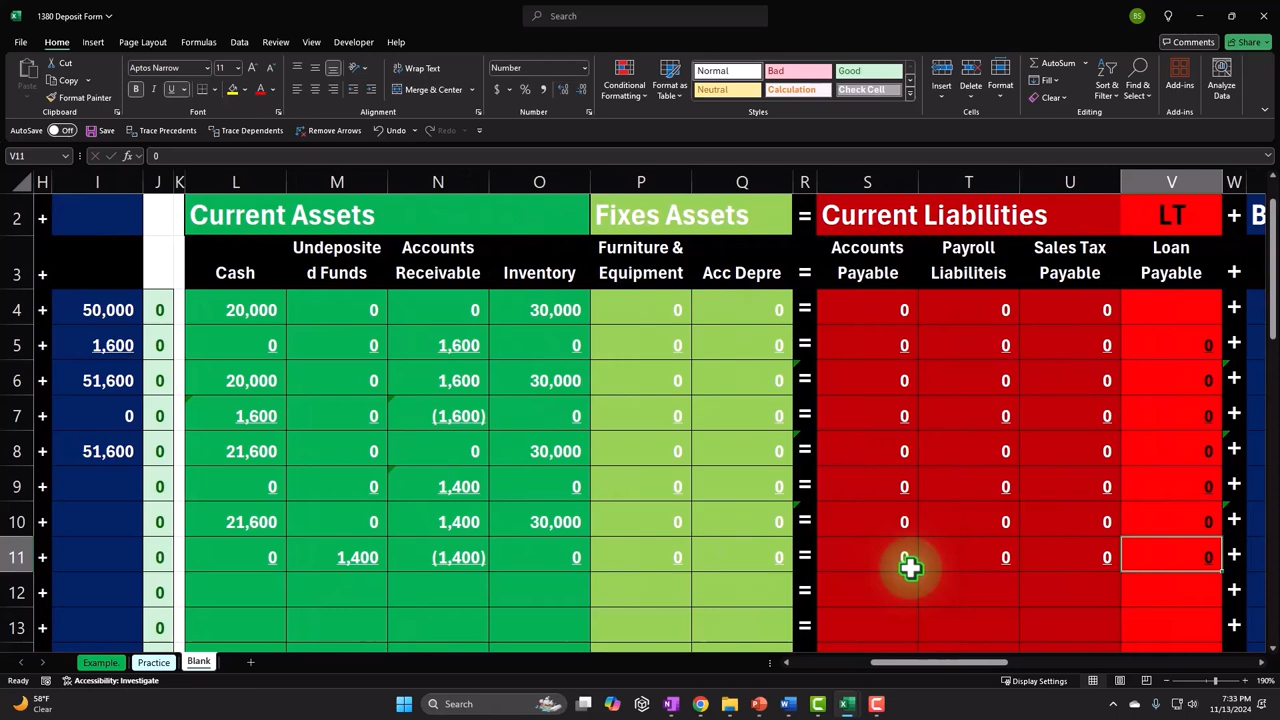 1380 Deposit Form
Search
BS
File Home Insert Page Layout Formulas Data Review View Developer Help
Comments Share
Cut
Copy
Paste
Format Painter
Clipboard
Aptos Narrow 11
B I U
Font
Wrap Text
Merge & Center
Alignment
Number
$ % 9
Number
Conditional Formatting
Format as Table
Normal Bad Good
Neutral Calculation Check Cell
Styles
Insert Delete Format
Cells
AutoSum
Fill
Clear
Sort & Filter
Find & Select
Editing
Add-ins
Add-ins
Analyze Data
AutoSave Off Save Trace Precedents Trace Dependents Remove Arrows Undo Redo
V11 fx 0
H I J K L M N O P Q R S T U V W
2 + Current Assets Fixes Assets = Current Liabilities LT + B
Undeposite Accounts Furniture & Accounts Payroll Sales Tax Loan
3 + Cash d Funds Receivable Inventory Equipment Acc Depre = Payable Liabiliteis Payable Payable +
4 + 50,000 0 20,000 0 0 30,000 0 0 = 0 0 0 +
5 + 1,600 0 0 0 1,600 0 0 0 = 0 0 0 0 +
6 + 51,600 0 20,000 0 1,600 30,000 0 0 = 0 0 0 0 +
7 + 0 0 1,600 0 (1,600) 0 0 0 = 0 0 0 0 +
8 + 51,600 0 21,600 0 0 30,000 0 0 = 0 0 0 0 +
9 + 0 0 0 1,400 0 0 0 = 0 0 0 0 +
10 + 0 21,600 0 1,400 30,000 0 0 = 0 0 0 0 +
11 + 0 0 1,400 (1,400) 0 0 0 = 0 0 0 0 +
12 + 0 = +
13 + 0 = +
Example. Practice Blank
Ready Accessibility: Investigate Display Settings 190%
58°F
Clear
Search
7:33 PM
11/13/2024